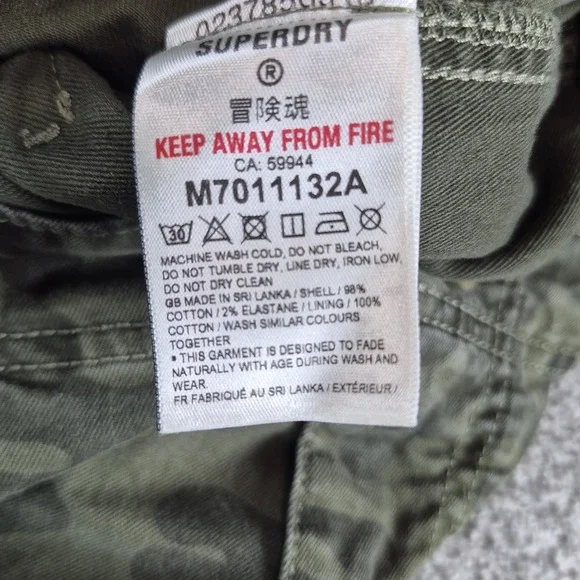 SUPERDRY
®
冒険魂
KEEP AWAY FROM FIRE
CA: 59944
M7011132A
30
MACHINE WASH COLD, DO NOT BLEACH,
DO NOT TUMBLE DRY, LINE DRY, IRON LOW,
DO NOT DRY CLEAN
GB MADE IN SRI LANKA / SHELL / 98%
COTTON / 2% ELASTANE / LINING / 100%
COTTON / WASH SIMILAR COLOURS
TOGETHER
• THIS GARMENT IS DESIGNED TO FADE
NATURALLY WITH AGE DURING WASH AND
WEAR.
FR FABRIQUÉ AU SRI LANKA / EXTÉRIEUR /